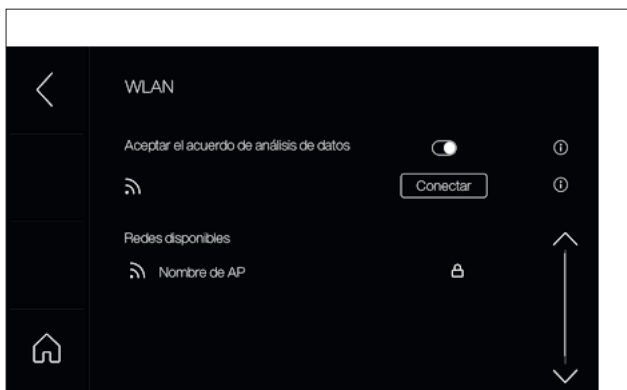 WLAN
Aceptar el acuerdo de análisis de datos
Conectar
Redes disponibles
Nombre de AP